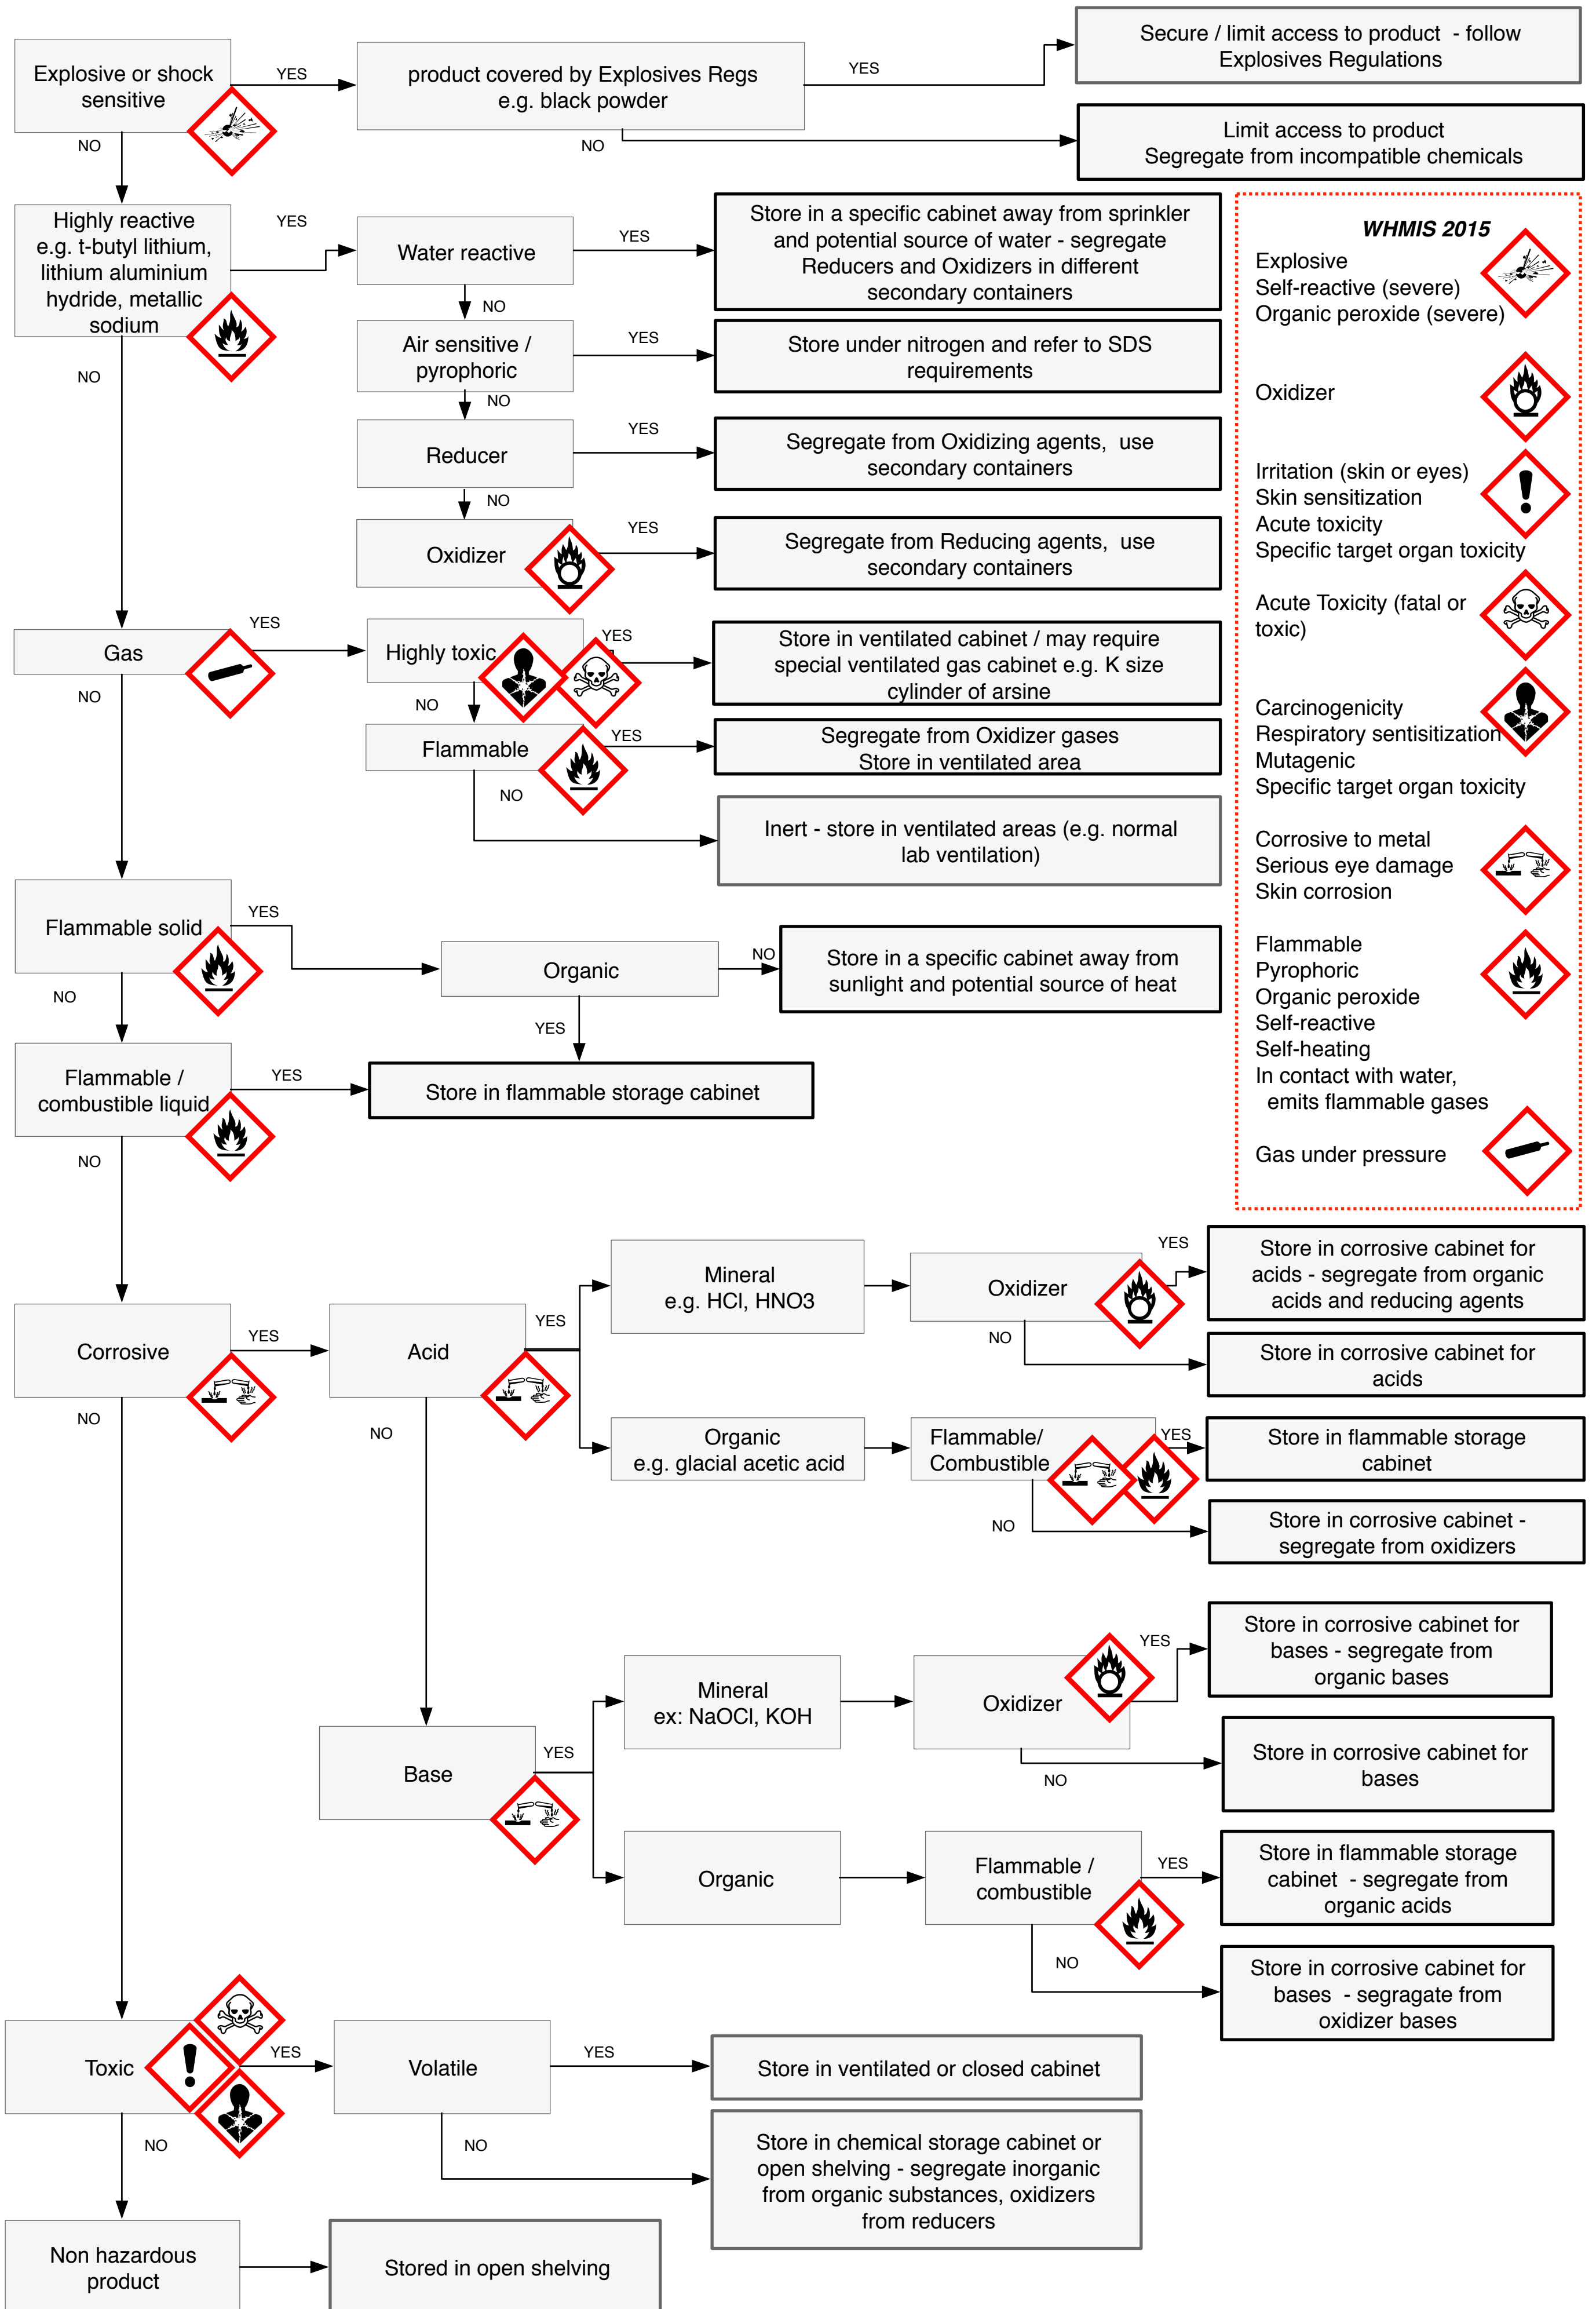 Explosive or shock
sensitive
YES
NO
product covered by Explosives Regs
e.g. black powder
YES
NO
Secure / limit access to product - follow
Explosives Regulations
Limit access to product
Segregate from incompatible chemicals
Highly reactive
e.g. t-butyl lithium,
lithium aluminium
hydride, metallic
sodium
YES
NO
Water reactive
YES
NO
Store in a specific cabinet away from sprinkler
and potential source of water - segregate
Reducers and Oxidizers in different
secondary containers
Air sensitive /
pyrophoric
YES
NO
Store under nitrogen and refer to SDS
requirements
Reducer
YES
NO
Segregate from Oxidizing agents, use
secondary containers
Oxidizer
YES
Segregate from Reducing agents, use
secondary containers
WHMIS 2015
Explosive
Self-reactive (severe)
Organic peroxide (severe)
Oxidizer
Irritation (skin or eyes)
Skin sensitization
Acute toxicity
Specific target organ toxicity
Acute Toxicity (fatal or
toxic)
Carcinogenicity
Respiratory sentisitization
Mutagenic
Specific target organ toxicity
Corrosive to metal
Serious eye damage
Skin corrosion
Flammable
Pyrophoric
Organic peroxide
Self-reactive
Self-heating
In contact with water,
emits flammable gases
Gas under pressure
Gas
YES
NO
Highly toxic
YES
NO
Store in ventilated cabinet / may require
special ventilated gas cabinet e.g. K size
cylinder of arsine
Flammable
YES
NO
Segregate from Oxidizer gases
Store in ventilated area
Inert - store in ventilated areas (e.g. normal
lab ventilation)
Flammable solid
YES
NO
Organic
NO
YES
Store in a specific cabinet away from
sunlight and potential source of heat
Flammable /
combustible liquid
YES
NO
Store in flammable storage cabinet
Corrosive
YES
NO
Acid
YES
NO
Mineral
e.g. HCl, HNO3
Oxidizer
YES
NO
Store in corrosive cabinet for
acids - segregate from organic
acids and reducing agents
Store in corrosive cabinet for
acids
Organic
e.g. glacial acetic acid
Flammable/
Combustible
YES
NO
Store in flammable storage
cabinet
Store in corrosive cabinet -
segregate from oxidizers
Base
YES
Mineral
ex: NaOCl, KOH
Oxidizer
YES
NO
Store in corrosive cabinet for
bases - segregate from
organic bases
Store in corrosive cabinet for
bases
Organic
Flammable /
combustible
YES
NO
Store in flammable storage
cabinet - segregate from
organic acids
Store in corrosive cabinet for
bases - segragate from
oxidizer bases
Toxic
YES
NO
Volatile
YES
NO
Store in ventilated or closed cabinet
Store in chemical storage cabinet or
open shelving - segregate inorganic
from organic substances, oxidizers
from reducers
Non hazardous
product
Stored in open shelving